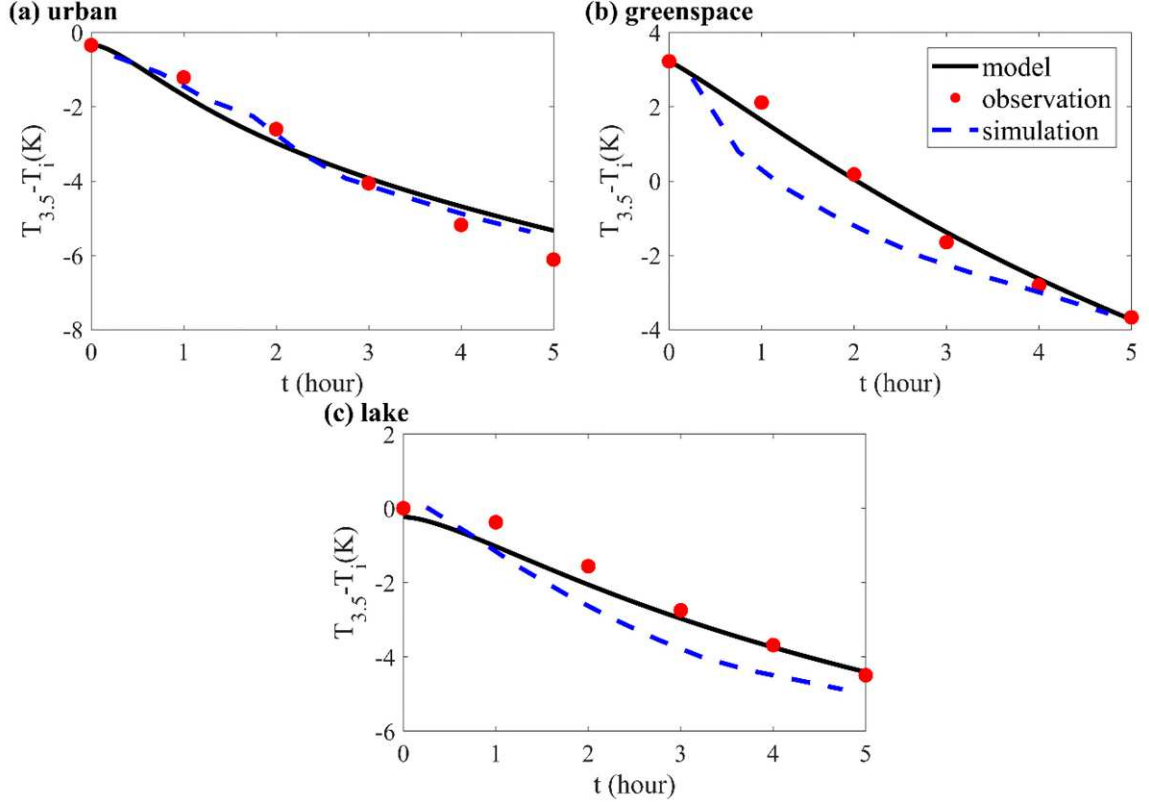 (a) urban
0
-2
-4
-6
-8
T3.5-Ti(K)
0 1 2 3 4 5
t (hour)
(b) greenspace
4
2
0
-2
-4
T3.5-Ti(K)
model
observation
simulation
0 1 2 3 4 5
t (hour)
(c) lake
2
0
-2
-4
-6
T3.5-Ti(K)
0 1 2 3 4 5
t (hour)